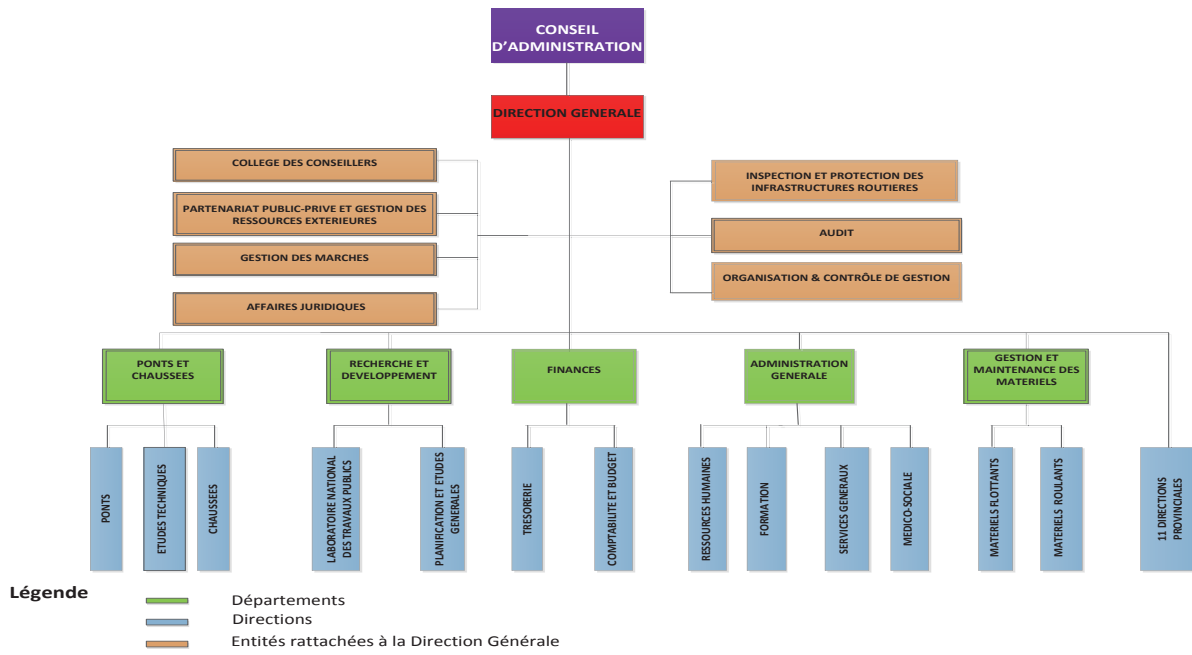 CONSEIL
D'ADMINISTRATION
DIRECTION GENERALE
COLLEGE DES CONSEILLERS
PARTENARIAT PUBLIC-PRIVE ET GESTION DES
RESSOURCES EXTERIEURES
GESTION DES MARCHES
AFFAIRES JURIDIQUES
INSPECTION ET PROTECTION DES
INFRASTRUCTURES ROUTIERES
AUDIT
ORGANISATION & CONTRÔLE DE GESTION
PONTS ET
CHAUSSEES
RECHERCHE ET
DEVELOPPEMENT
FINANCES
ADMINISTRATION
GENERALE
GESTION ET
MAINTENANCE DES
MATERIELS
PONTS
ETUDES TECHNIQUES
CHAUSSEES
LABORATOIRE NATIONAL
DES TRAVAUX PUBLICS
PLANIFICATION ET ETUDES
GENERALES
TRESORERIE
COMPTABILITE ET BUDGET
RESSOURCES HUMAINES
FORMATION
SERVICES GENERAUX
MEDICO-SOCIALE
MATERIELS FLOTTANTS
MATERIELS ROULANTS
11 DIRECTIONS
PROVINCIALES
Légende
Départements
Directions
Entités rattachées à la Direction Générale